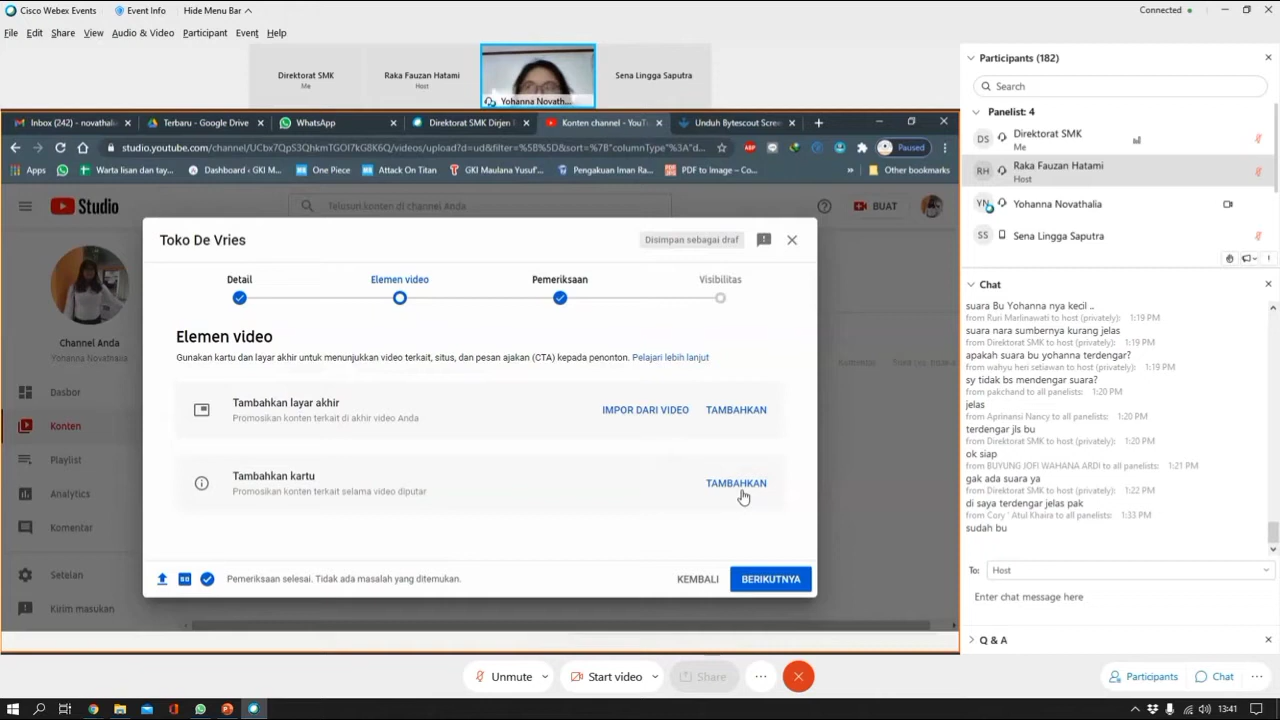 Cisco Webex Events
Event Info
Hide Menu Bar
Connected
File Edit Share View Audio & Video Participant Event Help
Direktorat SMK
Me
Raka Fauzan Hatami
Host
Yohanna Novath...
Sena Lingga Saputra
Inbox (242) - novathali
Terbaru - Google Drive
WhatsApp
Direktorat SMK Dirjen
Konten channel - YouTu
Unduh Bytescout Scre
Paused
Apps
Warta lisan dan tay...
Dashboard ‹ GKI M...
One Piece
Attack On Titan
GKI Maulana Yusuf...
Pengakuan Iman Ra...
PDF to Image – Co...
Other bookmarks
Studio
Telusuri konten di channel Anda
BUAT
Channel Anda
Yohanna Novathalia
Dasbor
Konten
Playlist
Analytics
Komentar
Setelan
Kirim masukan
Toko De Vries
Disimpan sebagai draf
Detail
Elemen video
Pemeriksaan
Visibilitas
Elemen video
Gunakan kartu dan layar akhir untuk menunjukkan video terkait, situs, dan pesan ajakan (CTA) kepada penonton. Pelajari lebih lanjut
Tambahkan layar akhir
Promosikan konten terkait di akhir video Anda
IMPOR DARI VIDEO
TAMBAHKAN
Tambahkan kartu
Promosikan konten terkait selama video diputar
TAMBAHKAN
Pemeriksaan selesai. Tidak ada masalah yang ditemukan.
KEMBALI
BERIKUTNYA
Participants (182)
Search
Panelist: 4
DS
Direktorat SMK
Me
RH
Raka Fauzan Hatami
Host
YN
Yohanna Novathalia
SS
Sena Lingga Saputra
Chat
suara Bu Yohanna nya kecil ..
from Ruri Marlinawati to host (privately): 1:19 PM
suara nara sumbernya kurang jelas
from Direktorat SMK to host (privately): 1:19 PM
apakah suara bu yohanna terdengar?
from wahyu heri setiawan to host (privately): 1:19 PM
sy tidak bs mendengar suara?
from pakchand to all panelists: 1:20 PM
jelas
from Aprinansi Nancy to all panelists: 1:20 PM
terdengar jls bu
from Direktorat SMK to host (privately): 1:20 PM
ok siap
from BUYUNG JOFI WAHANA ARDI to all panelists: 1:21 PM
gak ada suara ya
from Direktorat SMK to host (privately): 1:22 PM
di saya terdengar jelas pak
from Cory ' Atul Khaira to all panelists: 1:33 PM
sudah bu
To: Host
Enter chat message here
Q & A
Unmute
Start video
Share
Participants
Chat
13:41